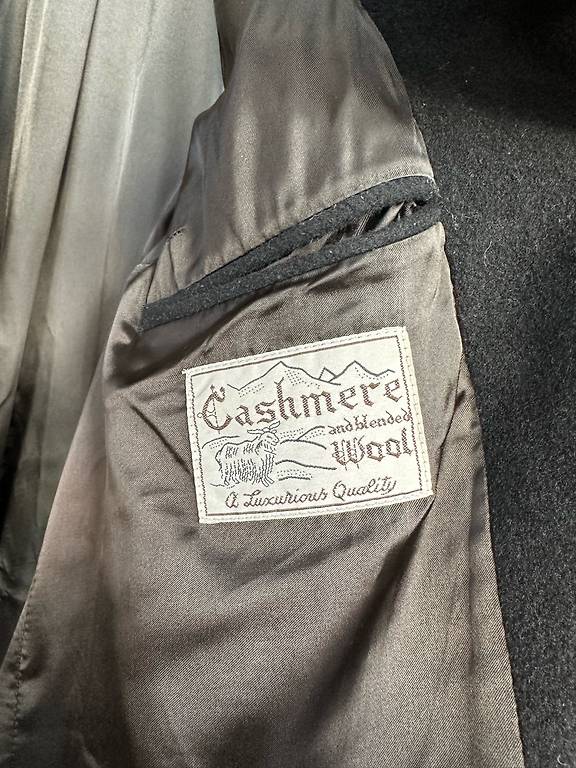 Cashmere
and blended
Wool
A Luxurious Quality